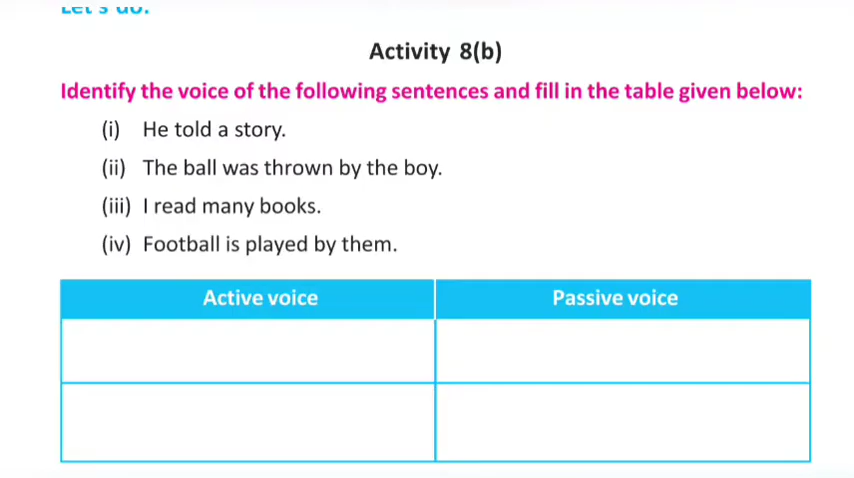 Let's do:
Activity 8(b)
Identify the voice of the following sentences and fill in the table given below:
(i) He told a story.
(ii) The ball was thrown by the boy.
(iii) I read many books.
(iv) Football is played by them.
Active voice Passive voice